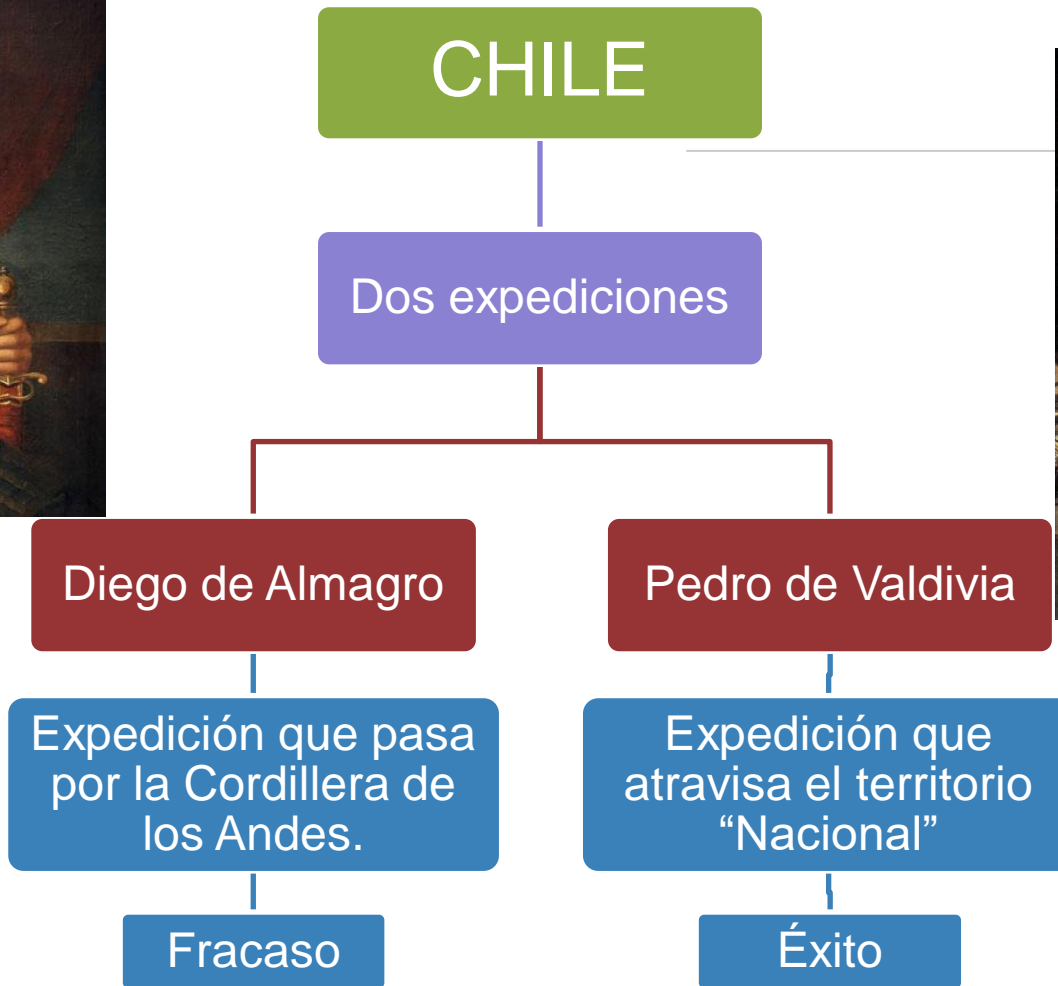 CHILE
Dos expediciones
Diego de Almagro
Pedro de Valdivia
Expedición que pasa
por la Cordillera de
los Andes.
Expedición que
atravisa el territorio
“Nacional”
Fracaso
Éxito